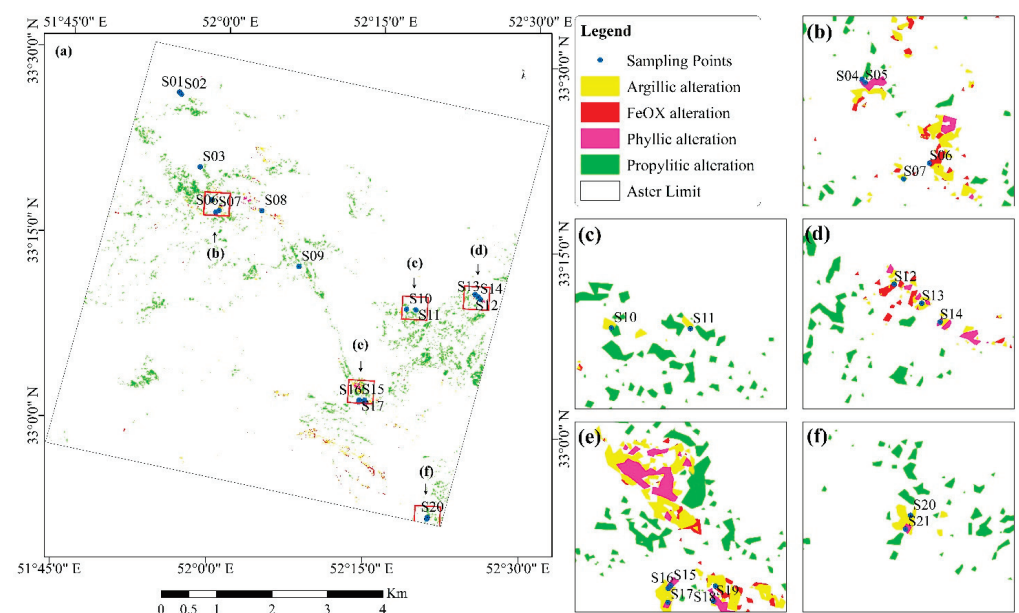 51°45'0" E
52°0'0" E
52°15'0" E
52°30'0" E
33°30'0" N
33°15'0" N
33°0'0" N
(a)
S01
S02
S03
S06
S07
S08
(b)
S09
(c)
S10
S11
(d)
S13
S14
S12
(e)
S16
S15
S17
(f)
S20
33°30'0" N
33°15'0" N
33°0'0" N
51°45'0" E
52°0'0" E
52°15'0" E
52°30'0" E
Km
0 0.5 1 2 3 4
Legend
Sampling Points
Argillic alteration
FeOX alteration
Phyllic alteration
Propylitic alteration
Aster Limit
(b)
S04
S05
S06
S07
(c)
S10
S11
(d)
S12
S13
S14
(e)
S16
S15
S17
S18
S19
(f)
S20
S21